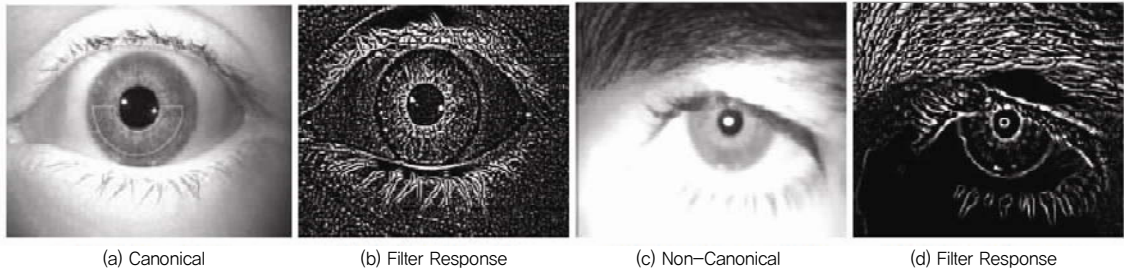 (a) Canonical
(b) Filter Response
(c) Non-Canonical
(d) Filter Response